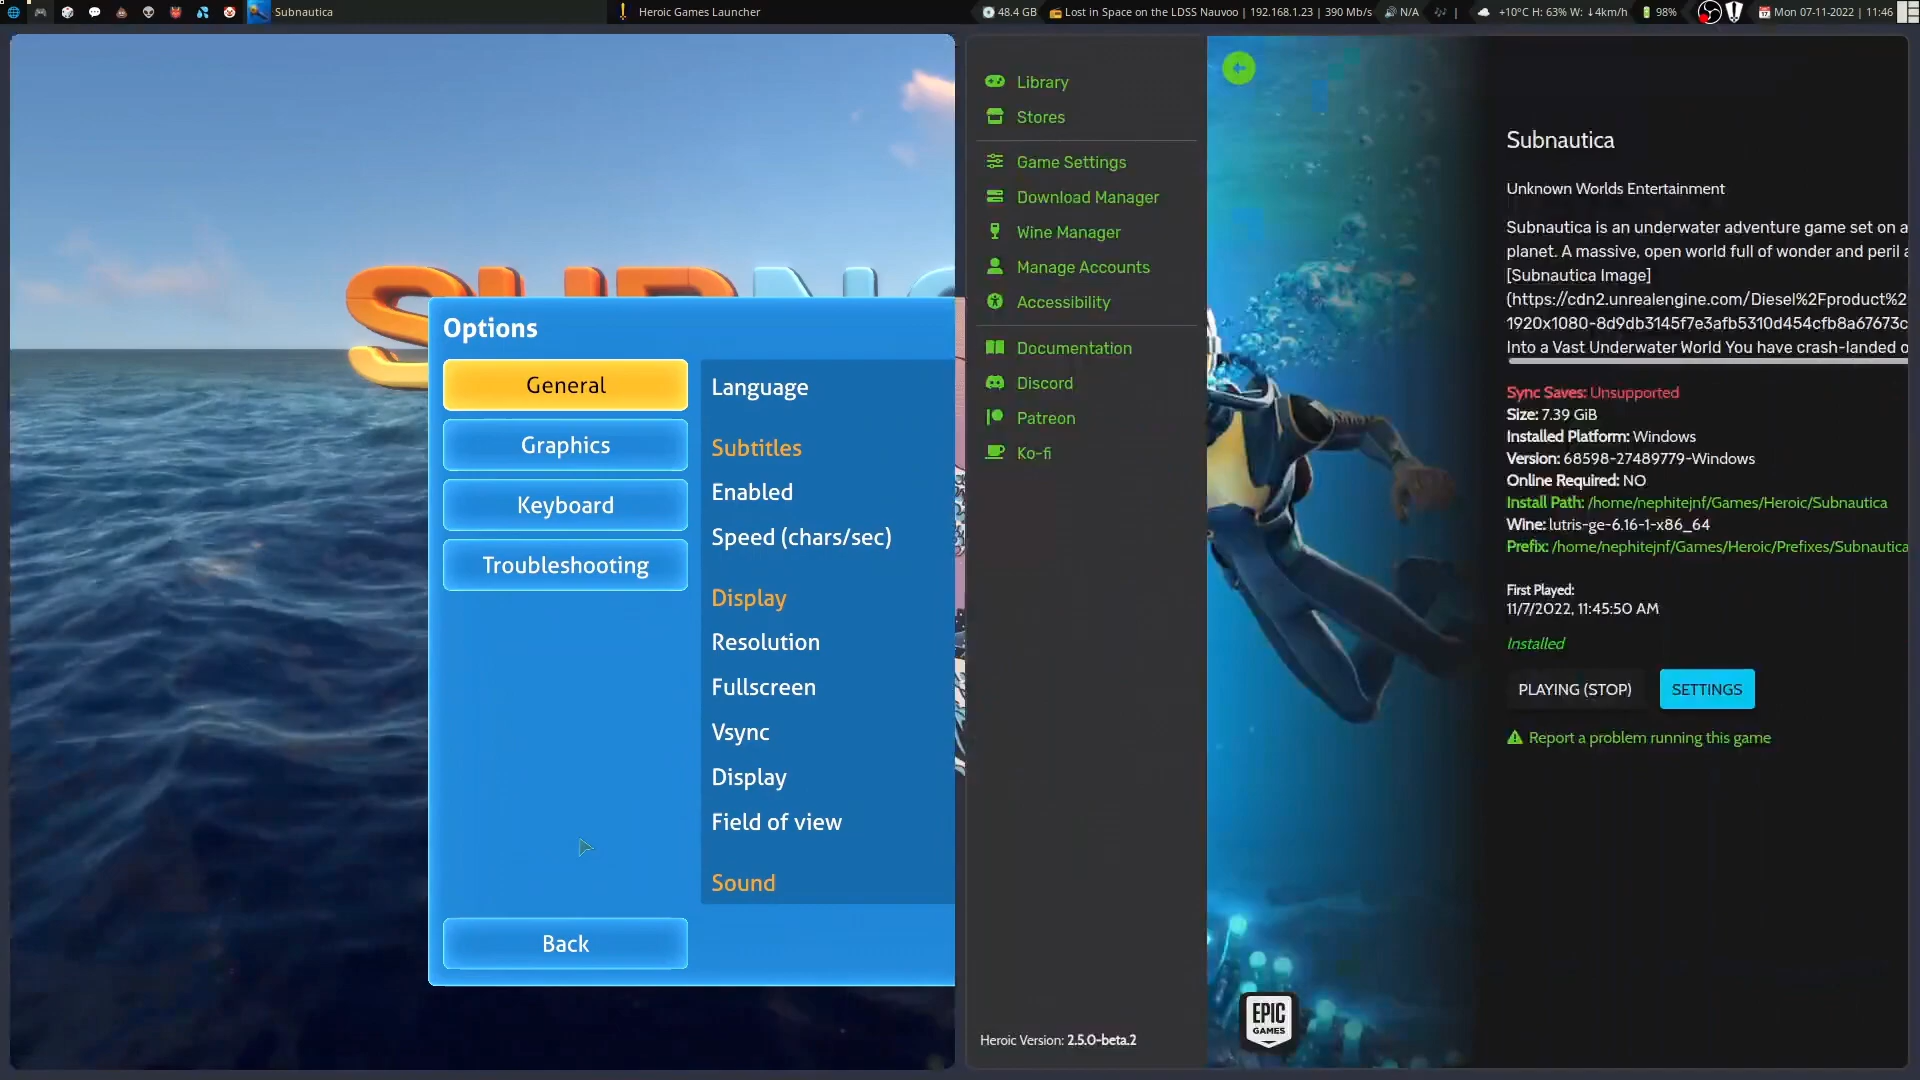 Subnautica
Heroic Games Launcher
48.4 GB
Lost in Space on the LDSS Nauvoo | 192.168.1.23 | 390 Mb/s
N/A
|
+10°C H: 63% W: ↓4km/h
98%
Mon 07-11-2022 | 11:46
SUBNA
Options
General
Graphics
Keyboard
Troubleshooting
Back
Language
Subtitles
Enabled
Speed (chars/sec)
Display
Resolution
Fullscreen
Vsync
Display
Field of view
Sound
Library
Stores
Game Settings
Download Manager
Wine Manager
Manage Accounts
Accessibility
Documentation
Discord
Patreon
Ko-fi
Heroic Version: 2.5.0-beta.2
EPIC
GAMES
Subnautica
Unknown Worlds Entertainment
Subnautica is an underwater adventure game set on a
planet. A massive, open world full of wonder and peril a
[Subnautica Image]
(https://cdn2.unrealengine.com/Diesel%2Fproduct%2
1920x1080-8d9db3145f7e3afb5310d454cfb8a67673c
Into a Vast Underwater World You have crash-landed o
Sync Saves: Unsupported
Size: 7.39 GiB
Installed Platform: Windows
Version: 68598-27489779-Windows
Online Required: NO
Install Path: /home/nephitejnf/Games/Heroic/Subnautica
Wine: lutris-ge-6.16-1-x86_64
Prefix: /home/nephitejnf/Games/Heroic/Prefixes/Subnautica
First Played:
11/7/2022, 11:45:50 AM
Installed
PLAYING (STOP)
SETTINGS
Report a problem running this game